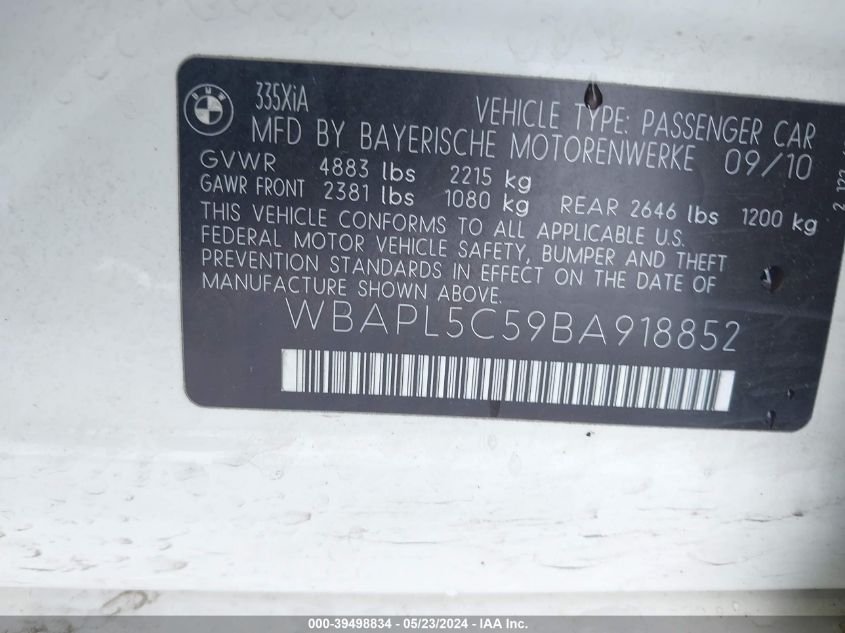 BMW
335XiA
VEHICLE TYPE: PASSENGER CAR
MFD BY BAYERISCHE MOTORENWERKE 09/10
GVWR 4883 lbs 2215 kg
GAWR FRONT 2381 lbs 1080 kg REAR 2646 lbs 1200 kg
THIS VEHICLE CONFORMS TO ALL APPLICABLE U.S.
FEDERAL MOTOR VEHICLE SAFETY, BUMPER AND THEFT
PREVENTION STANDARDS IN EFFECT ON THE DATE OF
MANUFACTURE SHOWN ABOVE.
WBAPL5C59BA918852
000-39498834 - 05/23/2024 - IAA Inc.